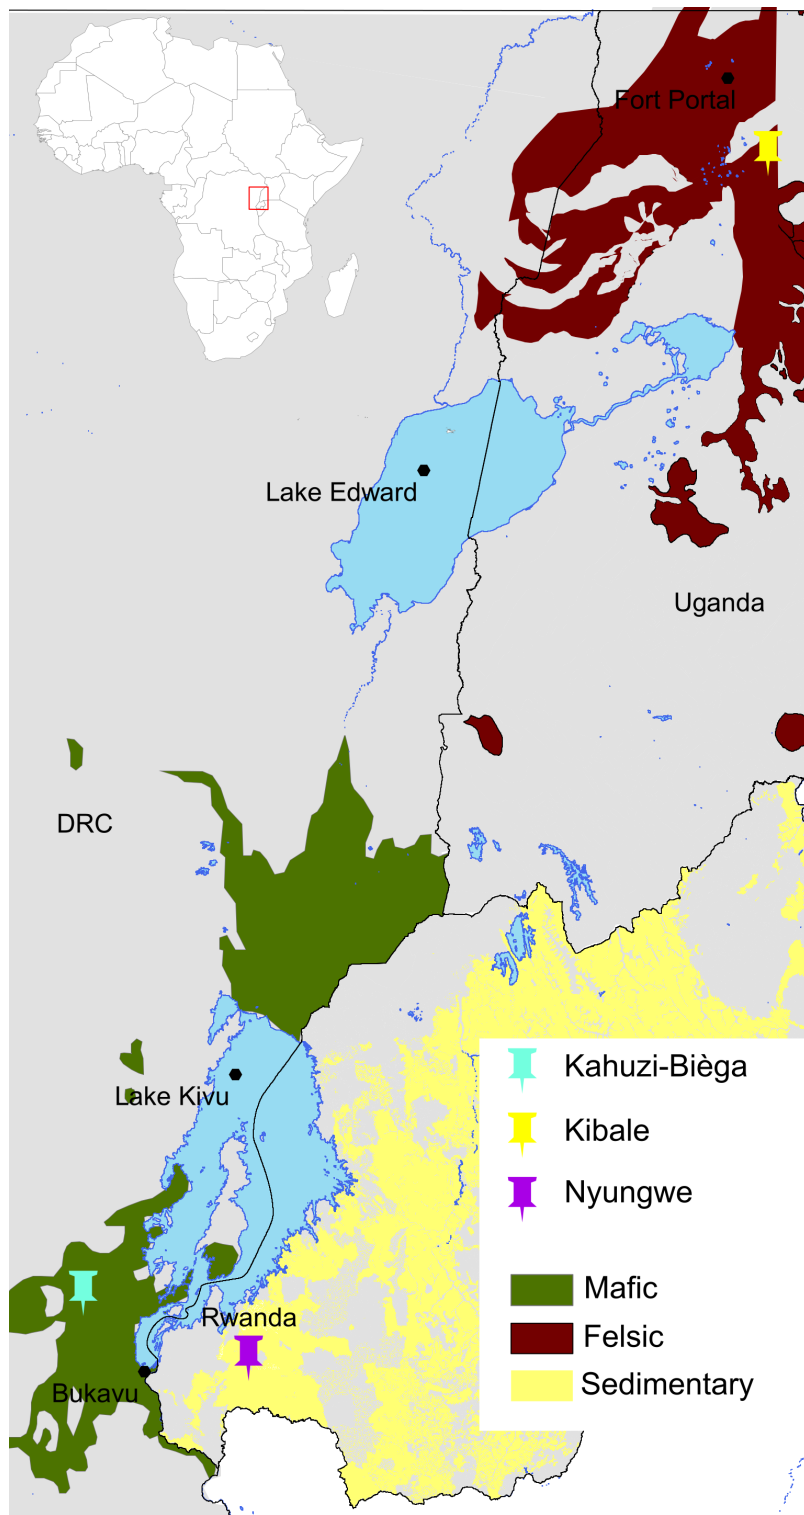 Fort Portal
Lake Edward
Uganda
DRC
Kahuzi-Bièga
Lake Kivu
Kibale
Nyungwe
Mafic
Rwanda
Felsic
Bukavu
Sedimentary